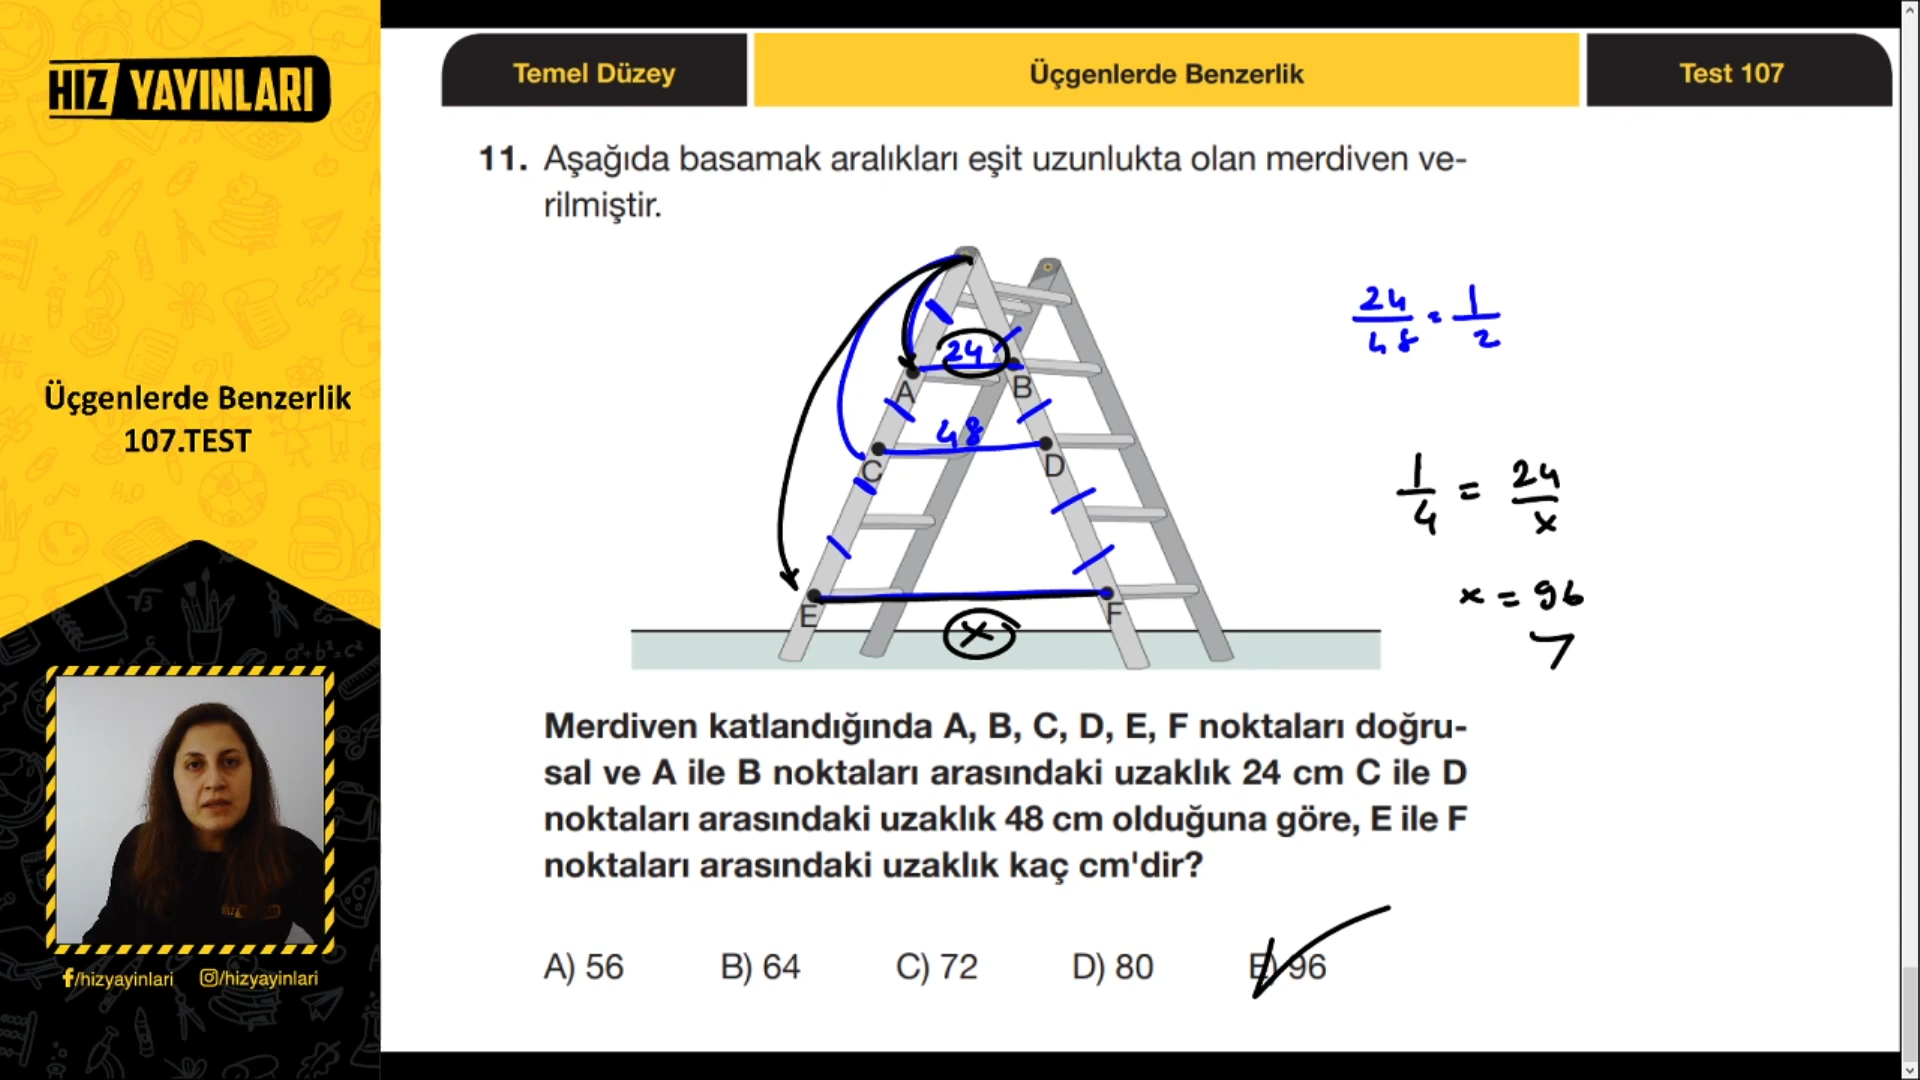 HIZ YAYINLARI
Üçgenlerde Benzerlik
107.TEST
/hizyayinlari /hizyayinlari
Temel Düzey
Üçgenlerde Benzerlik
Test 107
11. Aşağıda basamak aralıkları eşit uzunlukta olan merdiven ve-
rilmiştir.
24
A
B
48
C
D
E
F
x
24/48 = 1/2
1/4 = 24/x
x = 96
Merdiven katlandığında A, B, C, D, E, F noktaları doğru-
sal ve A ile B noktaları arasındaki uzaklık 24 cm C ile D
noktaları arasındaki uzaklık 48 cm olduğuna göre, E ile F
noktaları arasındaki uzaklık kaç cm'dir?
A) 56 B) 64 C) 72 D) 80 E) 96